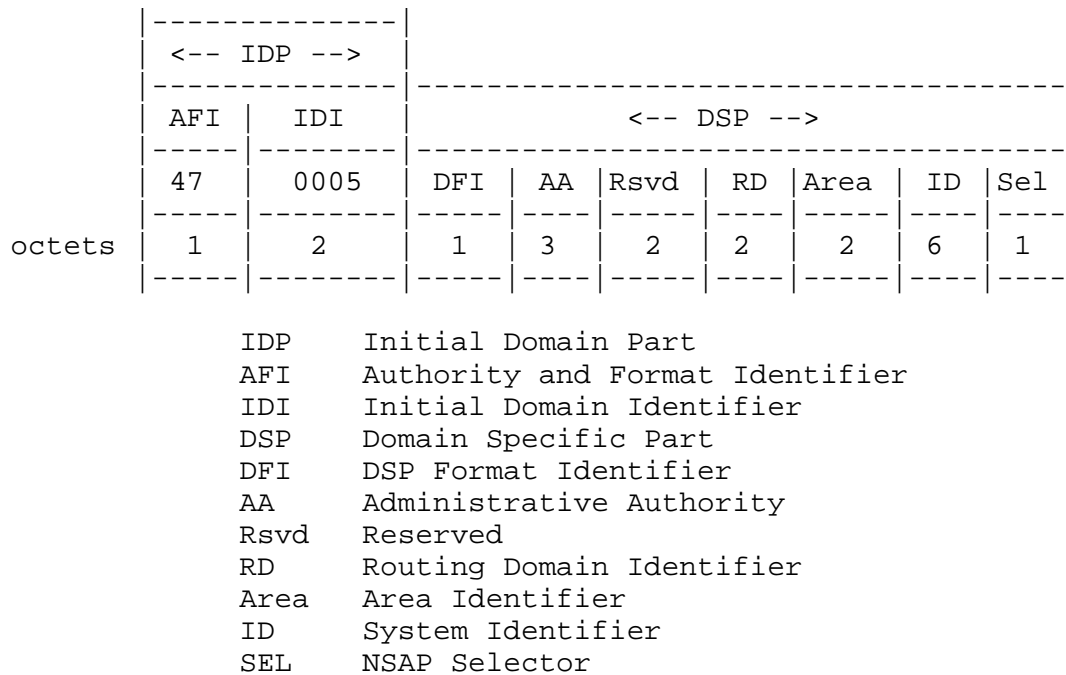 |--------------|
| <-- IDP --> |
|--------------|-------------------------------------
| AFI | IDI | <-- DSP -->
|-----|--------|-------------------------------------
| 47 | 0005 | DFI | AA |Rsvd | RD |Area | ID |Sel
|-----|--------|-----|----|-----|----|-----|----|----
octets | 1 | 2 | 1 | 3 | 2 | 2 | 2 | 6 | 1
|-----|--------|-----|----|-----|----|-----|----|----
IDP Initial Domain Part
AFI Authority and Format Identifier
IDI Initial Domain Identifier
DSP Domain Specific Part
DFI DSP Format Identifier
AA Administrative Authority
Rsvd Reserved
RD Routing Domain Identifier
Area Area Identifier
ID System Identifier
SEL NSAP Selector